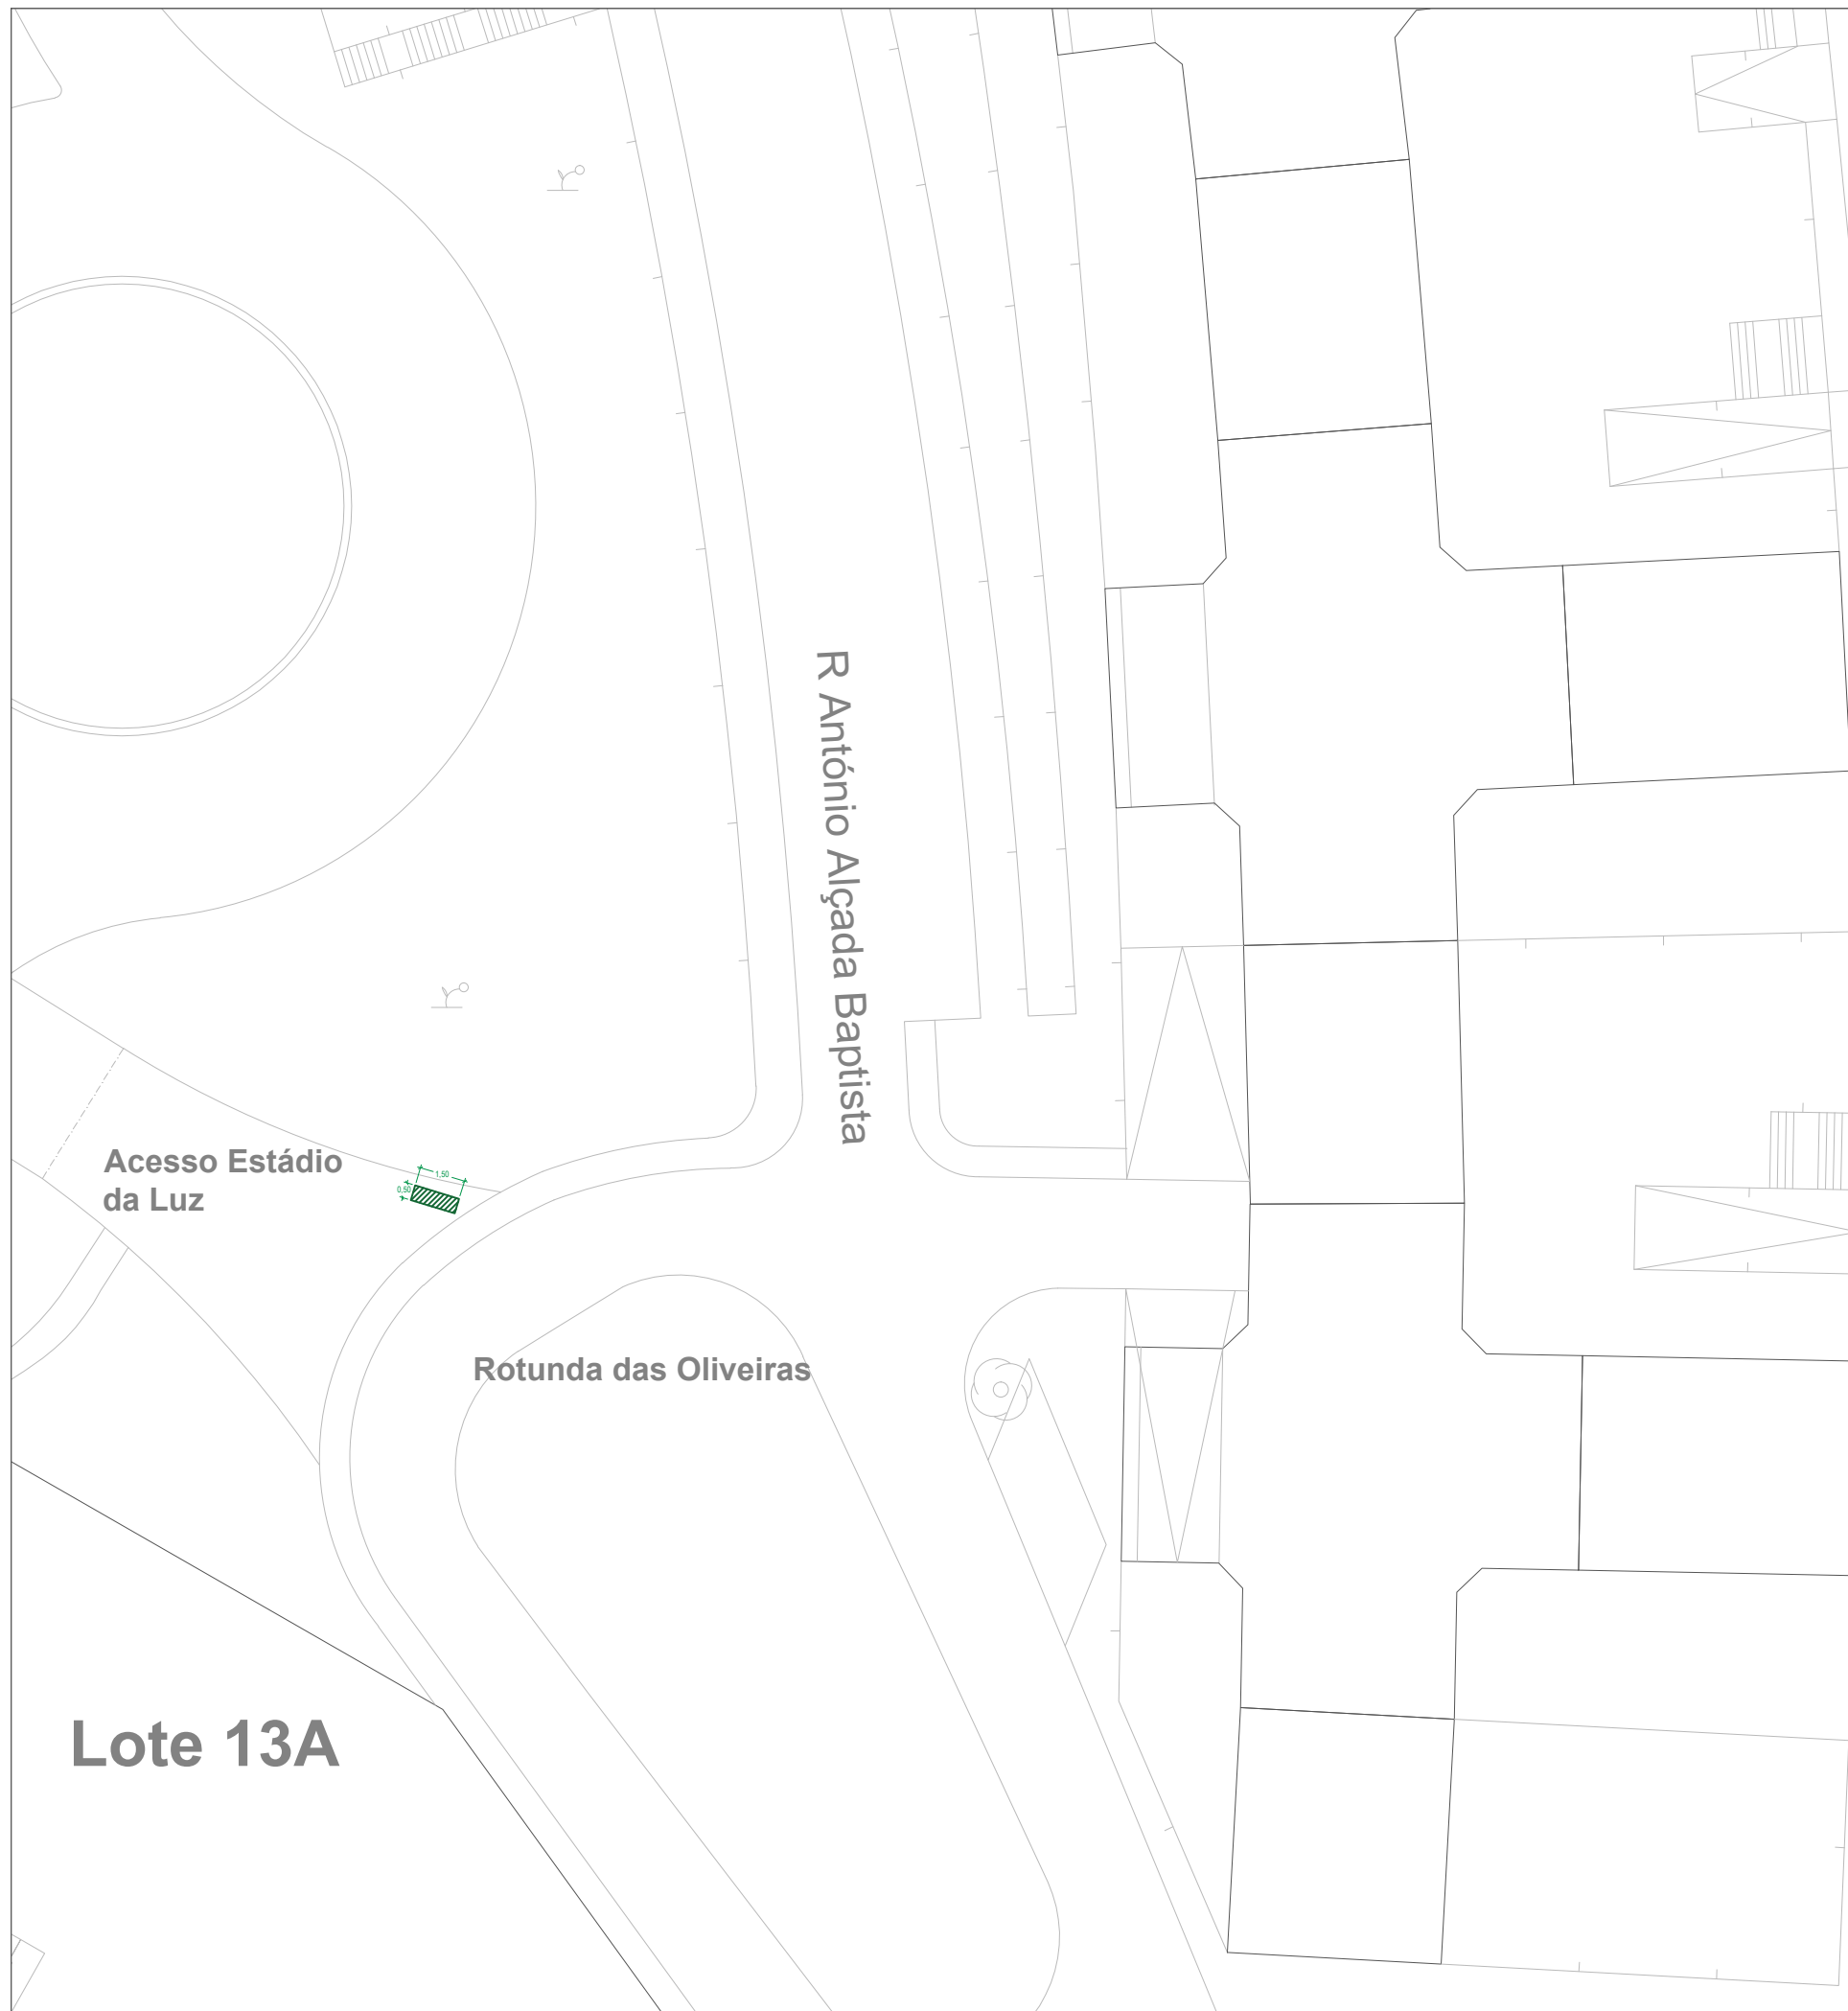 R António Alçada Baptista
Acesso Estádio
da Luz
1,50
0,50
Rotunda das Oliveiras
Lote 13A